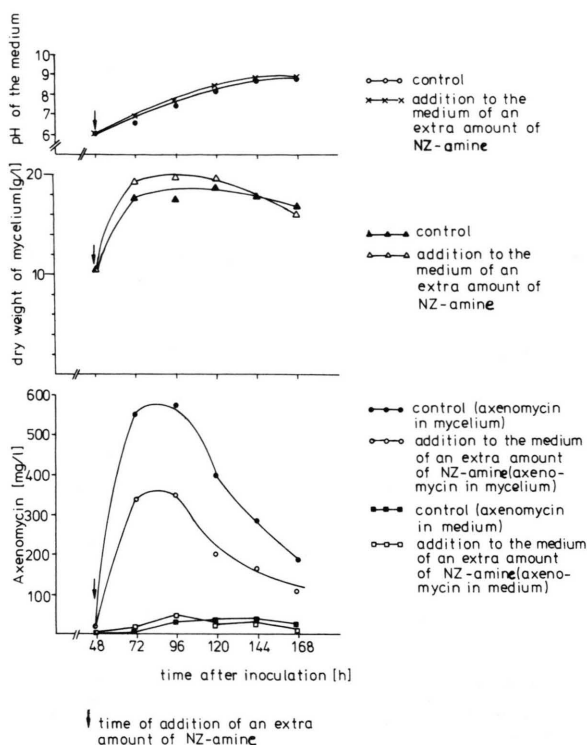 pH of the medium
9
8
7
6
control
addition to the
medium of an
extra amount of
NZ-amine
dry weight of mycelium [g/l]
20
10
control
addition to the
medium of an
extra amount of
NZ-amine
Axenomycin [mg/l]
600
500
400
300
200
100
48 72 96 120 144 168
time after inoculation [h]
control (axenomycin
in mycelium)
addition to the medium
of an extra amount
of NZ-amine(axeno-
mycin in mycelium)
control (axenomycin
in medium)
addition to the medium
of an extra amount
of NZ-amine(axeno-
mycin in medium)
time of addition of an extra
amount of NZ-amine